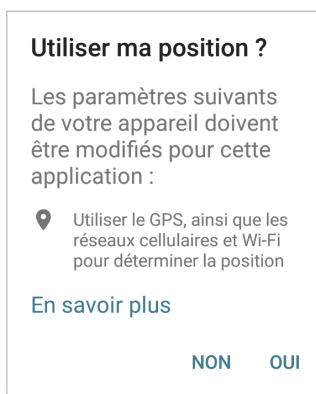 Utiliser ma position ?
Les paramètres suivants
de votre appareil doivent
être modifiés pour cette
application :
Utiliser le GPS, ainsi que les
réseaux cellulaires et Wi-Fi
pour déterminer la position
En savoir plus
NON OUI